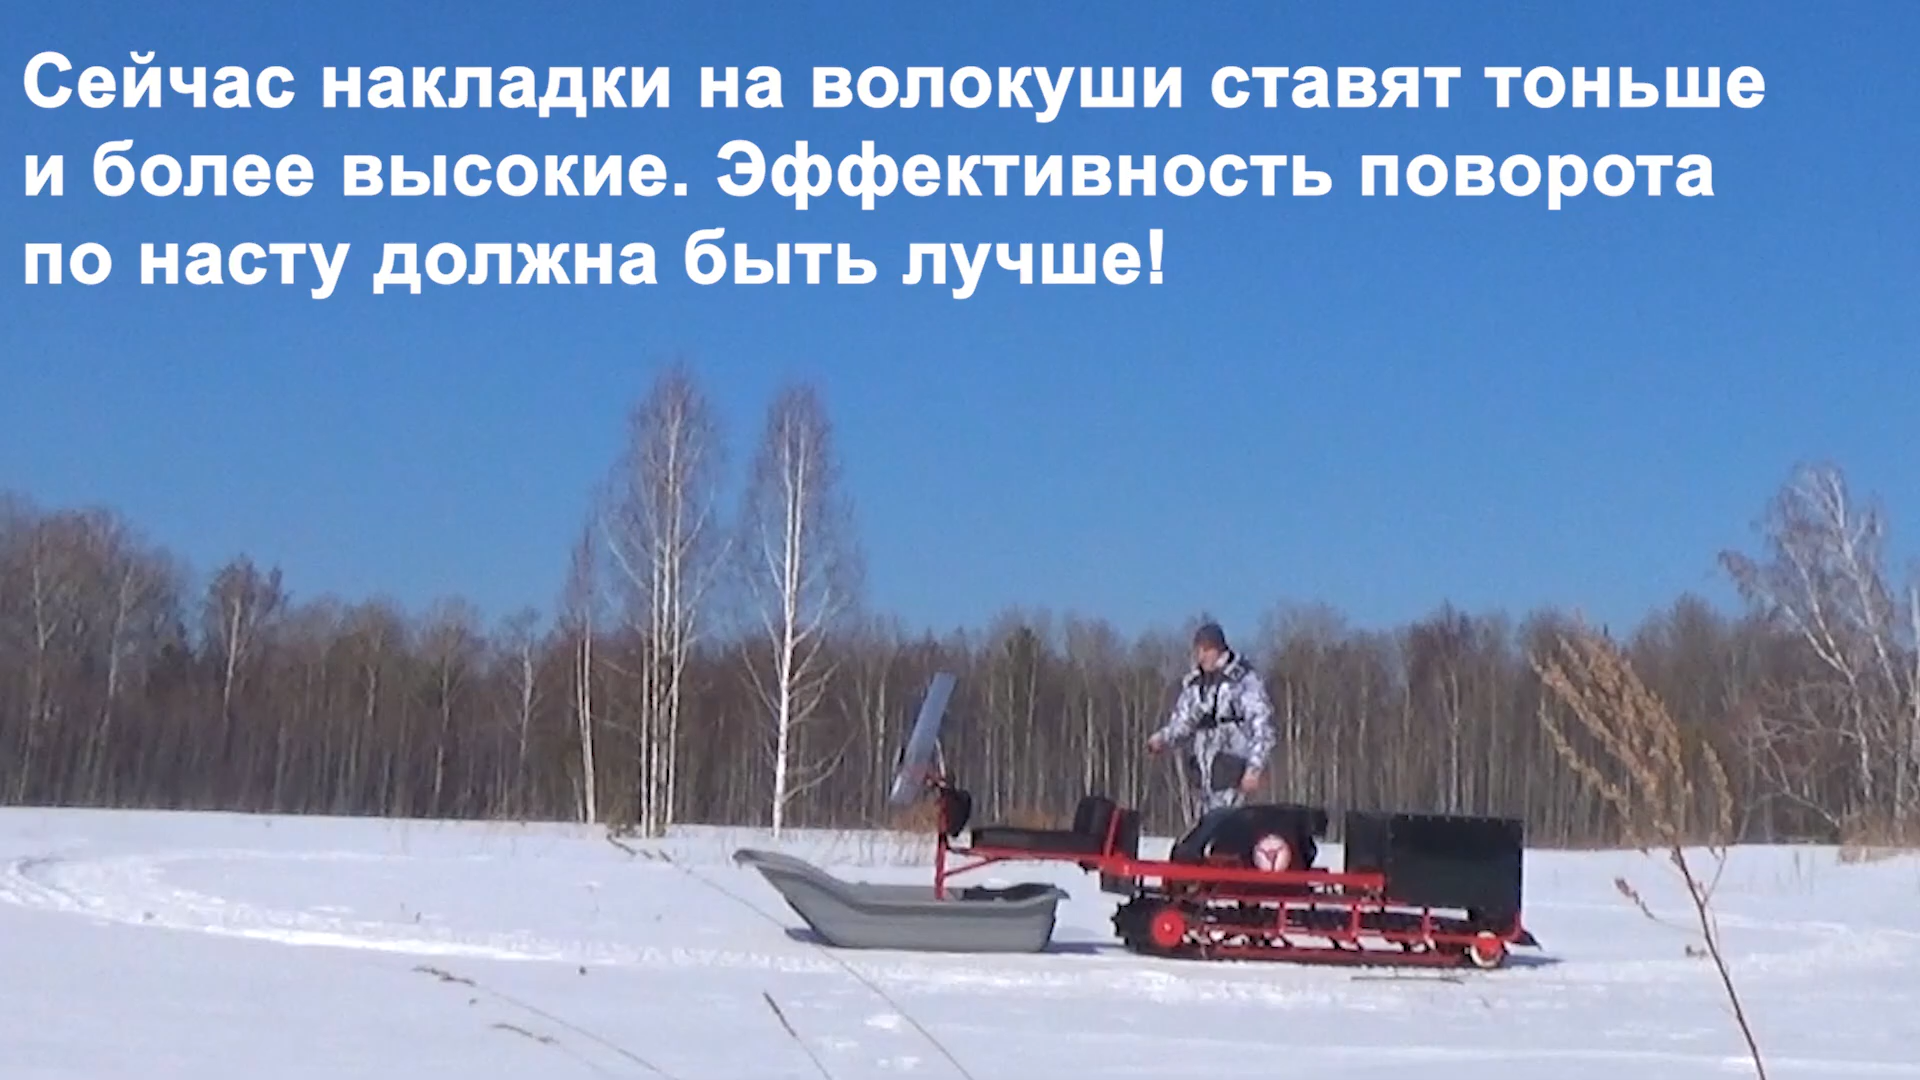 Сейчас накладки на волокуши ставят тоньше
и более высокие. Эффективность поворота
по насту должна быть лучше!